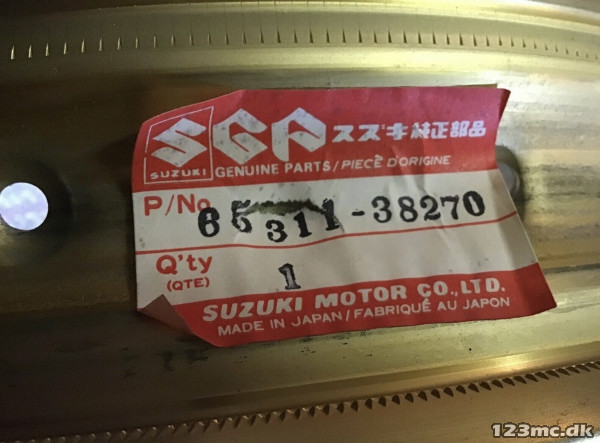 SGP スズキ純正部品
SUZUKI GENUINE PARTS/PIECE D'ORIGINE
P/No. 65311-38270
Q'ty 1
(QTE)
SUZUKI MOTOR CO.,LTD.
MADE IN JAPAN/FABRIQUÉ AU JAPON
123mc.dk